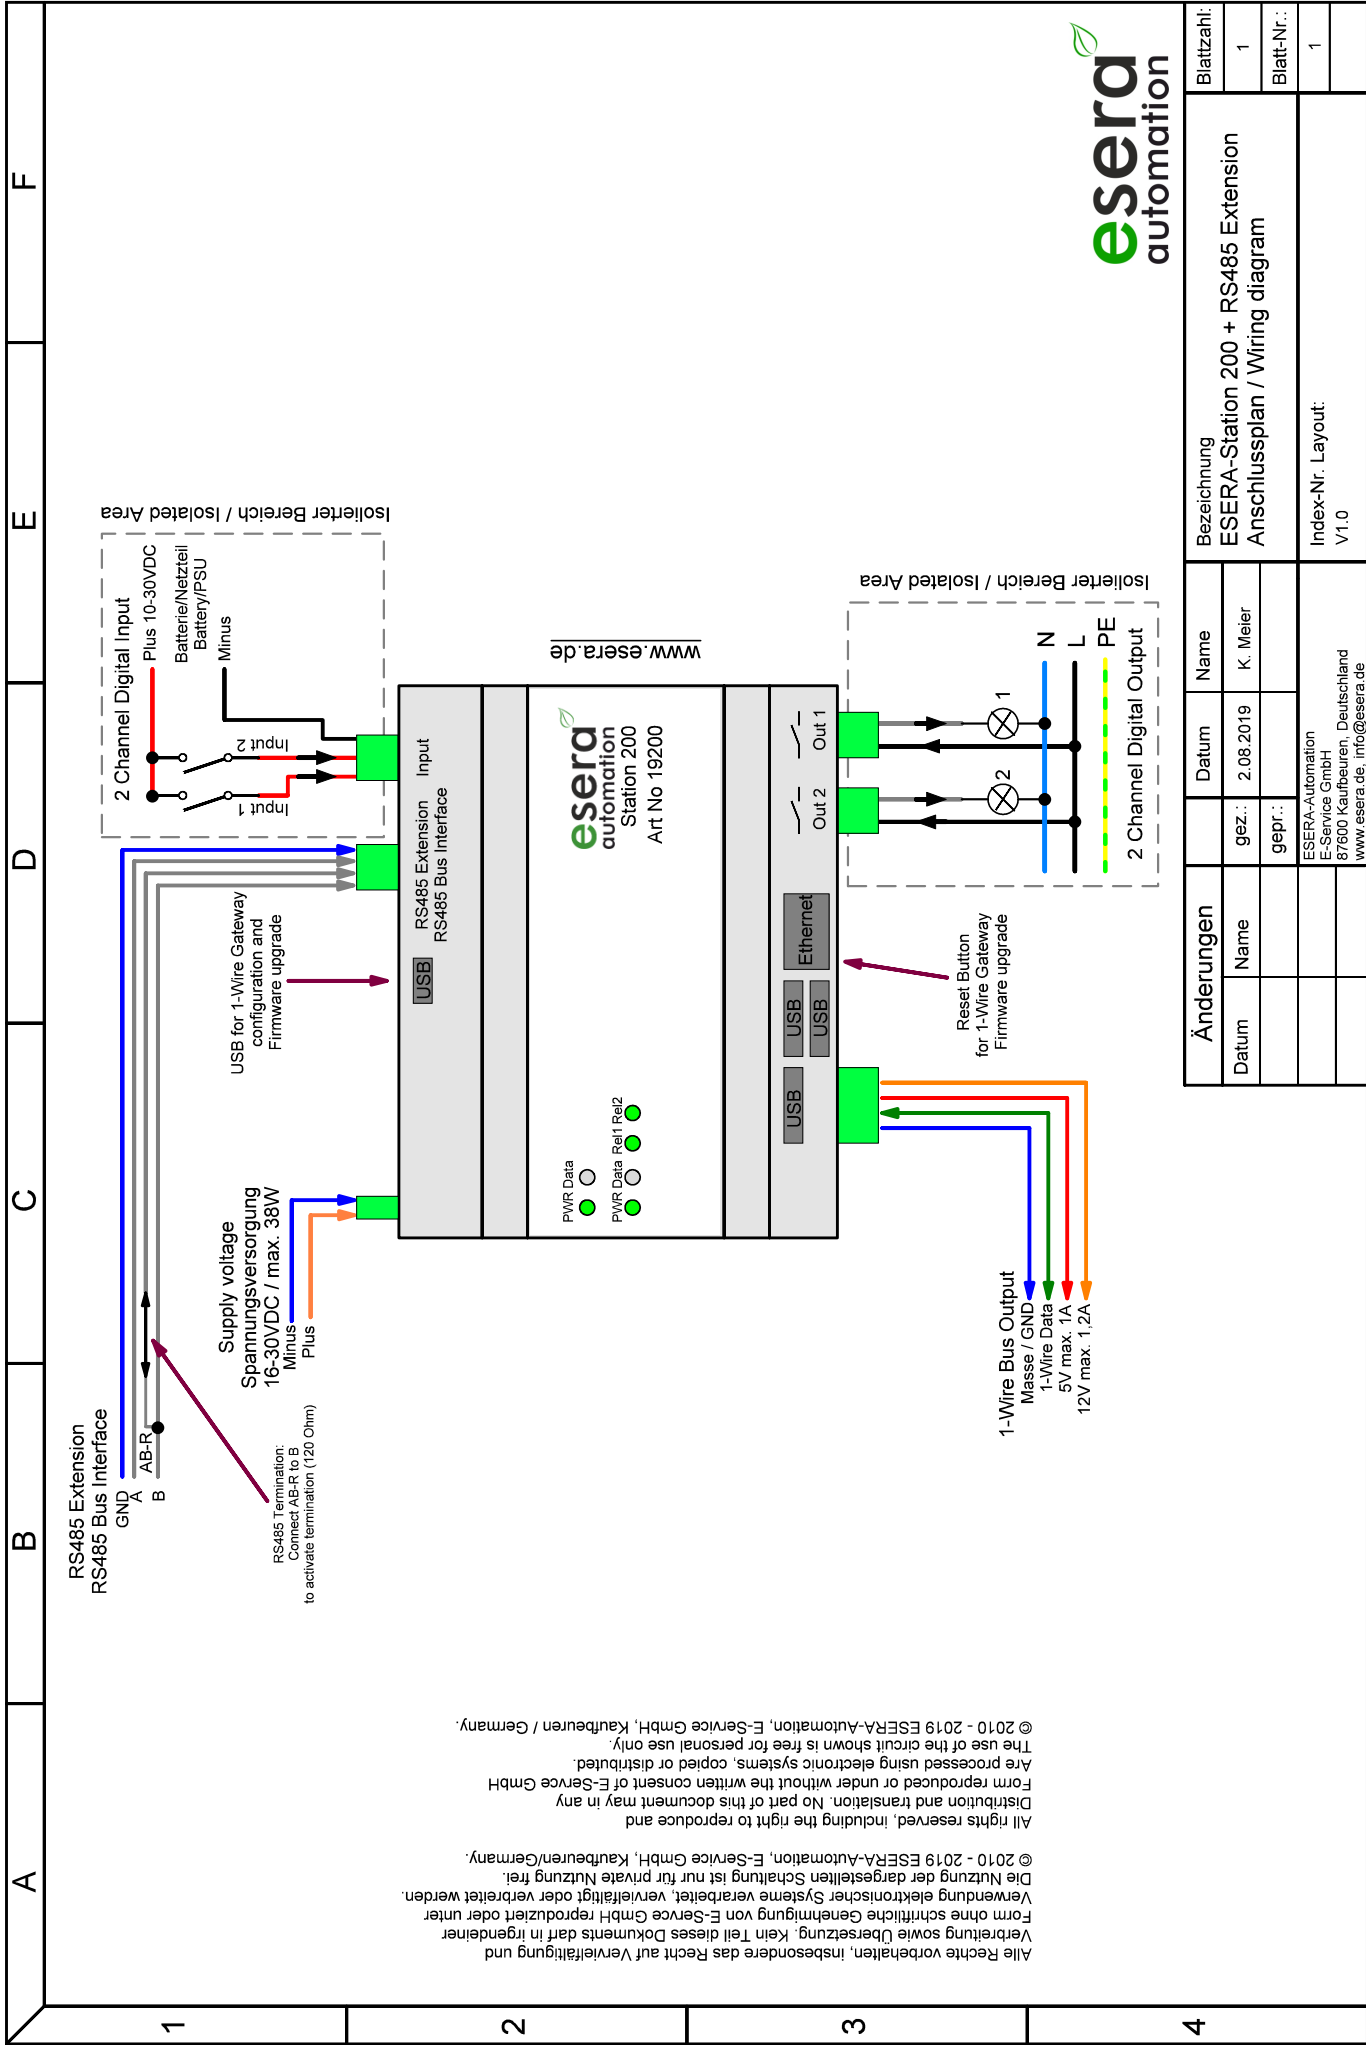 A
B
C
D
E
F
1
2
3
4
RS485 Extension
RS485 Bus Interface
GND
A
AB-R
B
RS485 Termination:
Connect AB-R to B
to activate termination (120 Ohm)
Supply voltage
Spannungsversorgung
16-30VDC / max. 38W
Minus
Plus
USB for 1-Wire Gateway
configuration and
Firmware upgrade
2 Channel Digital Input
Plus 10-30VDC
Batterie/Netzteil
Battery/PSU
Minus
Input 1
Input 2
Isolierter Bereich / Isolated Area
USB
RS485 Extension
RS485 Bus Interface
Input
PWR Data
PWR Data Rel1 Rel2
esera
automation
Station 200
Art No 19200
www.esera.de
USB
USB
USB
Ethernet
Out 2
Out 1
1-Wire Bus Output
Masse / GND
1-Wire Data
5V max. 1A
12V max. 1,2A
Reset Button
for 1-Wire Gateway
Firmware upgrade
2
1
N
L
PE
2 Channel Digital Output
Isolierter Bereich / Isolated Area
Alle Rechte vorbehalten, insbesondere das Recht auf Vervielfältigung und
Verbreitung sowie Übersetzung. Kein Teil dieses Dokuments darf in irgendeiner
Form ohne schriftliche Genehmigung von E-Servce GmbH reproduziert oder unter
Verwendung elektronischer Systeme verarbeitet, vervielfältigt oder verbreitet werden.
Die Nutzung der dargestellten Schaltung ist nur für private Nutzung frei.
© 2010 - 2019 ESERA-Automation, E-Service GmbH, Kaufbeuren/Germany.
All rights reserved, including the right to reproduce and
Distribution and translation. No part of this document may in any
Form reproduced or under without the written consent of E-Servce GmbH
Are processed using electronic systems, copied or distributed.
The use of the circuit shown is free for personal use only.
© 2010 - 2019 ESERA-Automation, E-Service GmbH, Kaufbeuren / Germany.
esera
automation
Änderungen
Datum
Name
Datum
Name
gez.:
2.08.2019
K. Meier
gepr.:
ESERA-Automation
E-Service GmbH
87600 Kaufbeuren, Deutschland
www.esera.de, info@esera.de
Bezeichnung
ESERA-Station 200 + RS485 Extension
Anschlussplan / Wiring diagram
Index-Nr. Layout:
V1.0
Blattzahl:
1
Blatt-Nr.:
1